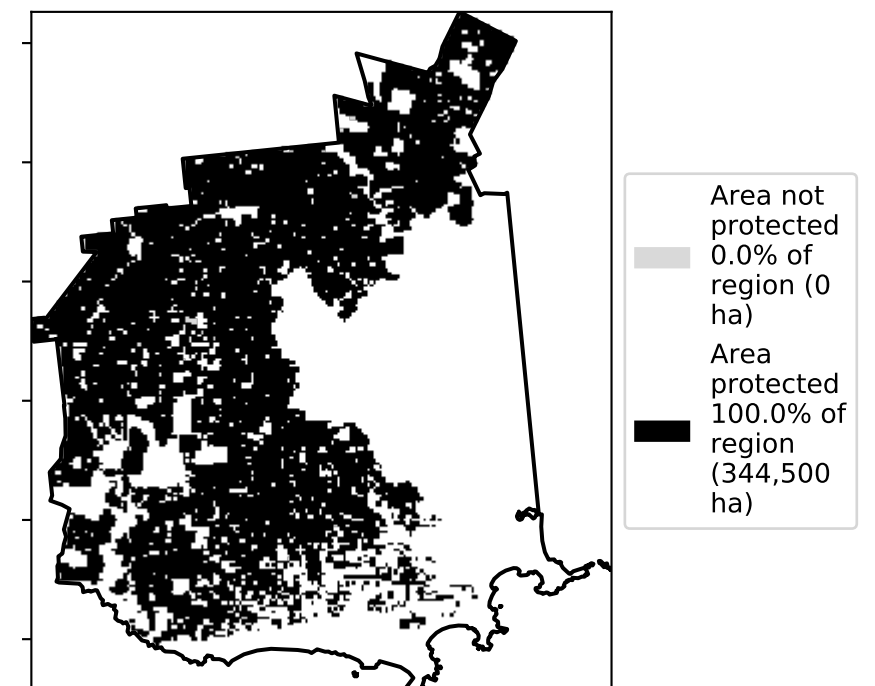 Area not
protected
0.0% of
region (0
ha)
Area
protected
100.0% of
region
(344,500
ha)